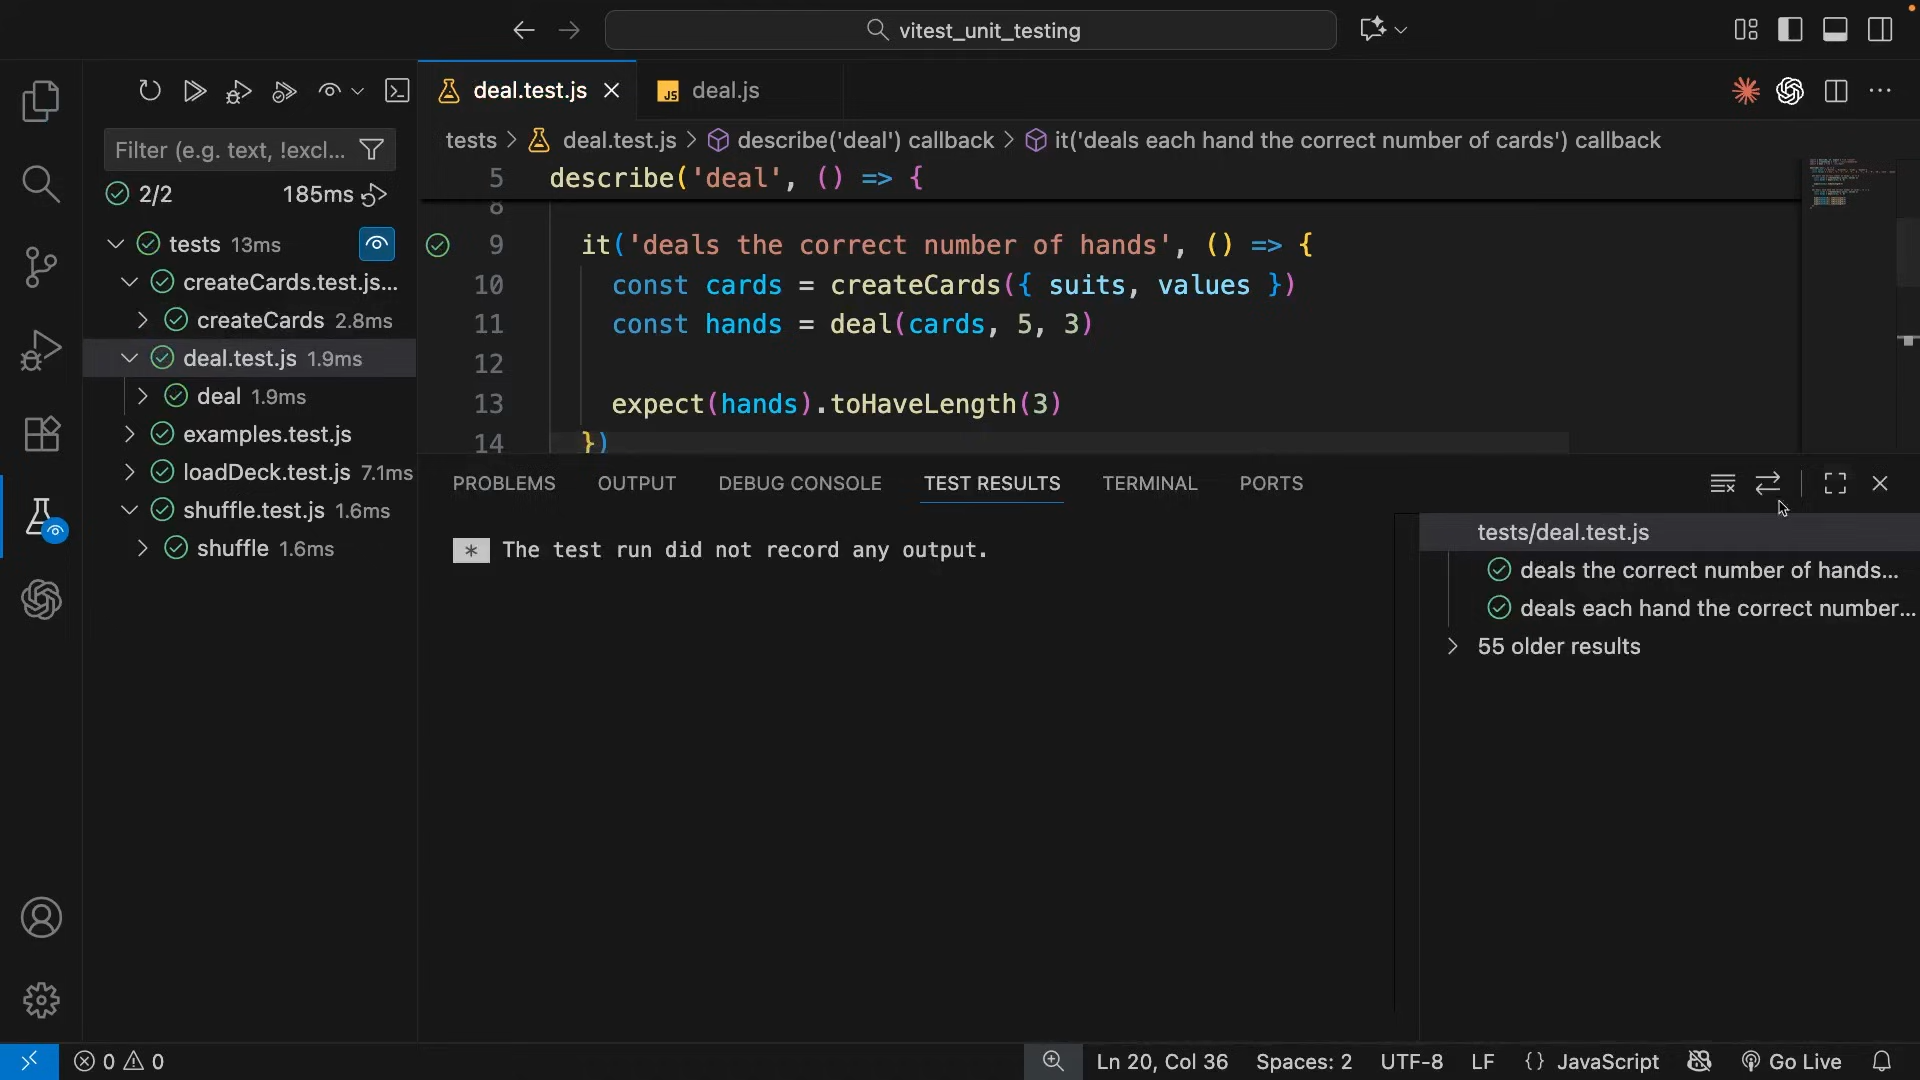 vitest_unit_testing
deal.test.js
JS deal.js
Filter (e.g. text, !excl...
tests > deal.test.js > describe('deal') callback > it('deals each hand the correct number of cards') callback
2/2 185ms
5 describe('deal', () => {
8
tests 13ms
9 it('deals the correct number of hands', () => {
createCards.test.js...
10 const cards = createCards({ suits, values })
createCards 2.8ms
11 const hands = deal(cards, 5, 3)
deal.test.js 1.9ms
12
deal 1.9ms
13 expect(hands).toHaveLength(3)
examples.test.js
14 })
loadDeck.test.js 7.1ms
PROBLEMS OUTPUT DEBUG CONSOLE TEST RESULTS TERMINAL PORTS
shuffle.test.js 1.6ms
shuffle 1.6ms
* The test run did not record any output.
tests/deal.test.js
deals the correct number of hands...
deals each hand the correct number...
55 older results
0 0 Ln 20, Col 36 Spaces: 2 UTF-8 LF {} JavaScript Go Live